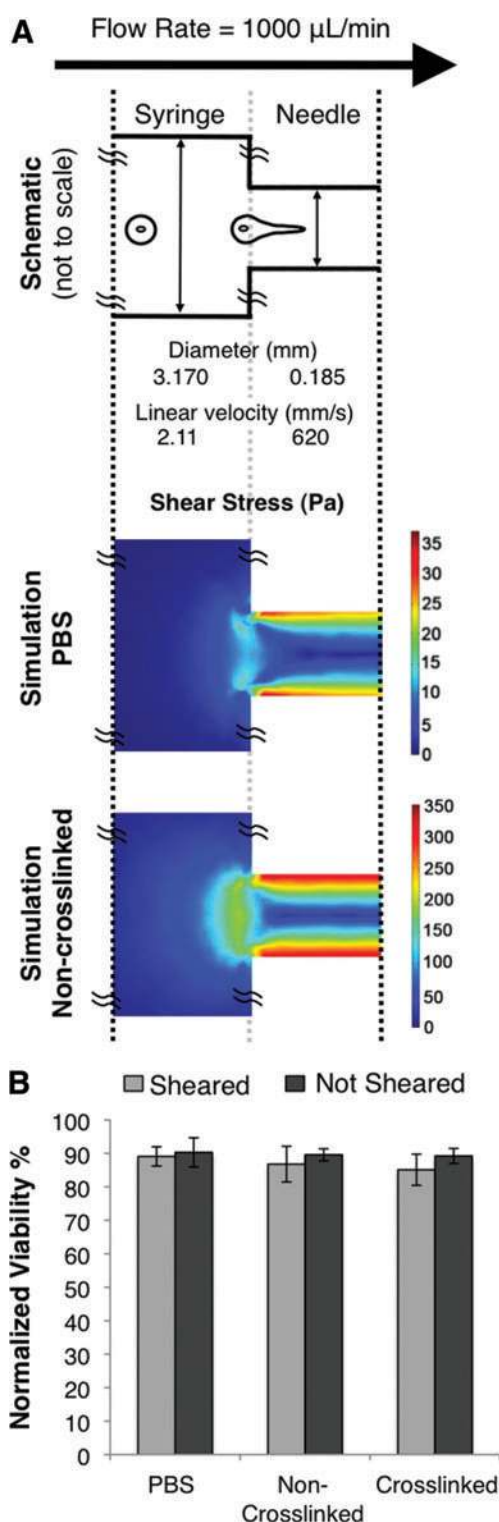 A
Flow Rate = 1000 µL/min
Syringe Needle
Schematic
(not to scale)
Diameter (mm)
3.170 0.185
Linear velocity (mm/s)
2.11 620
Shear Stress (Pa)
Simulation
PBS
35
30
25
20
15
10
5
0
Simulation
Non-crosslinked
350
300
250
200
150
100
50
0
B
Sheared Not Sheared
Normalized Viability %
100
90
80
70
60
50
40
30
20
10
0
PBS Non- Crosslinked
Crosslinked